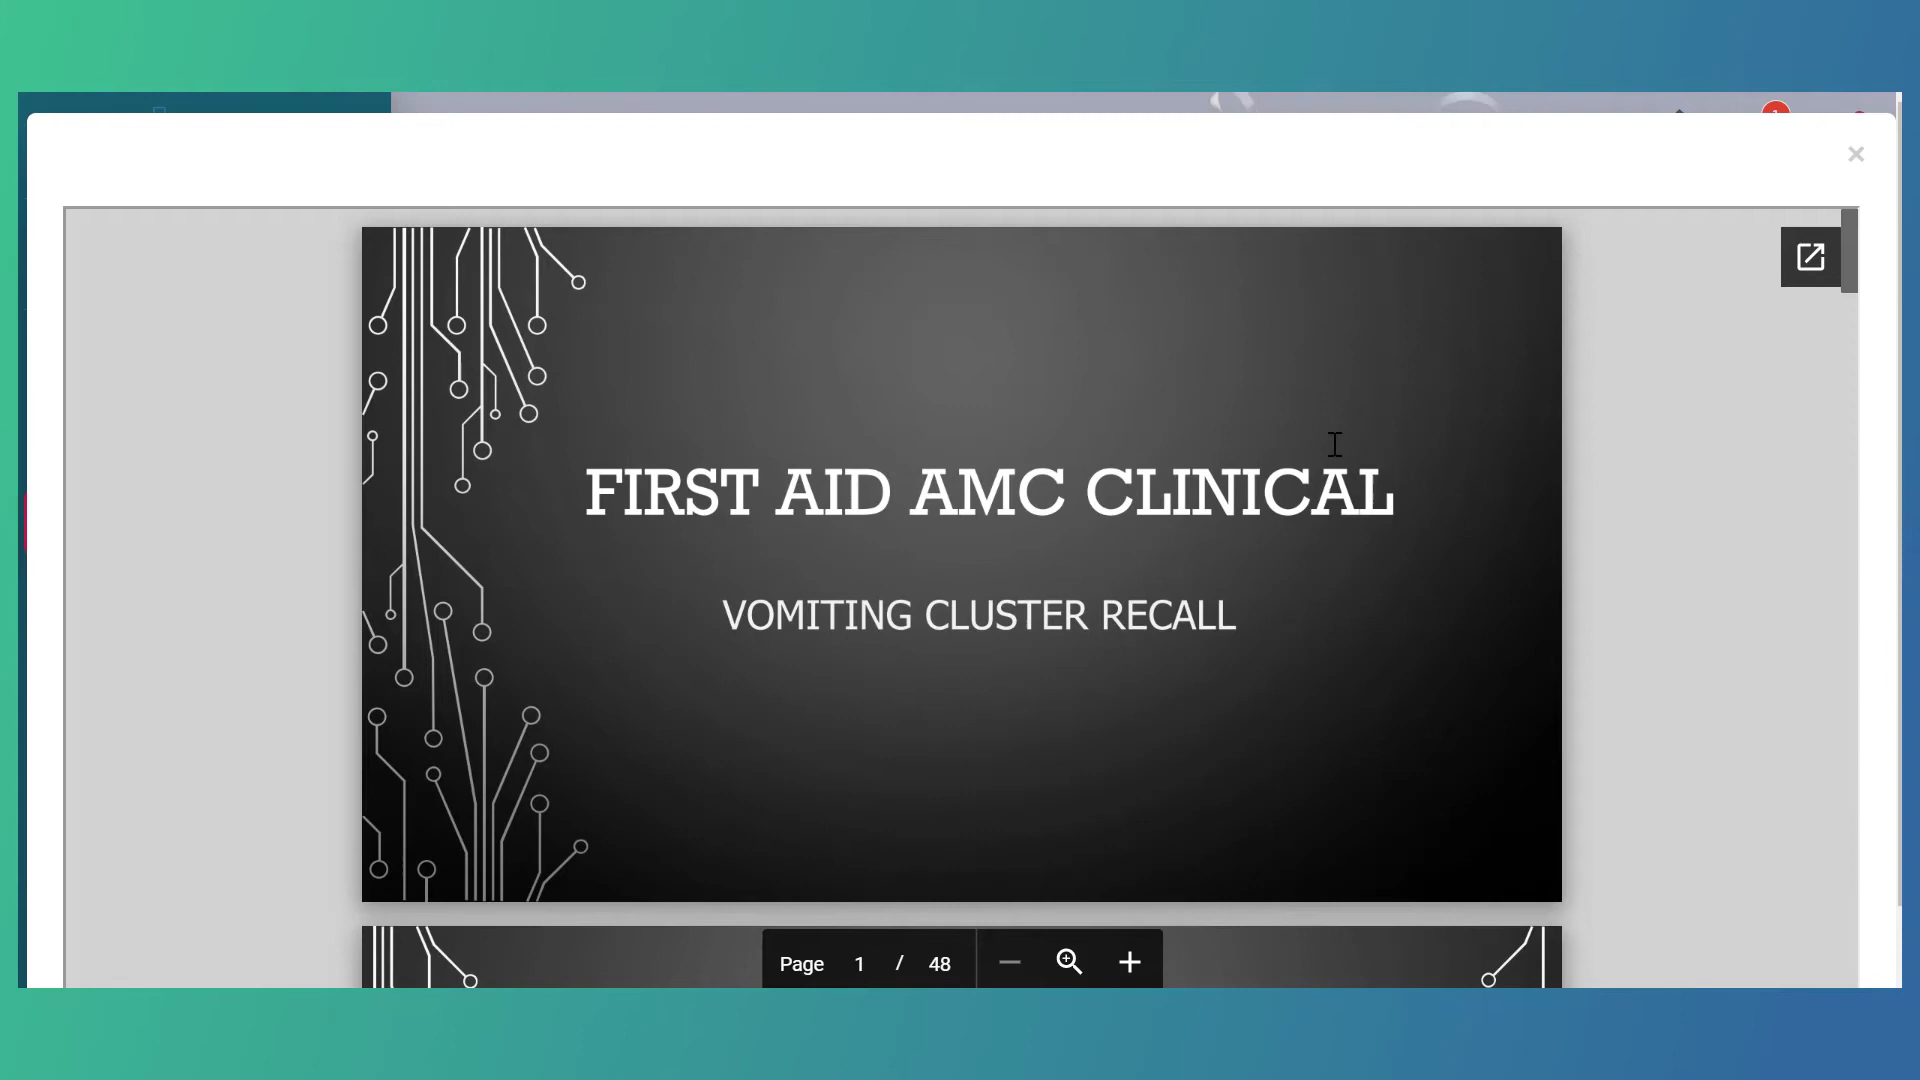 FIRST AID AMC CLINICAL
VOMITING CLUSTER RECALL
Page 1 / 48